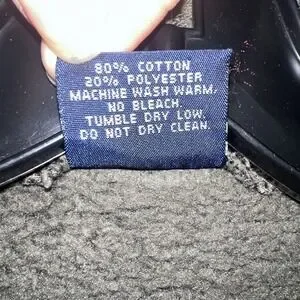 80% COTTON
20% POLYESTER
MACHINE WASH WARM.
NO BLEACH.
TUMBLE DRY LOW.
DO NOT DRY CLEAN.